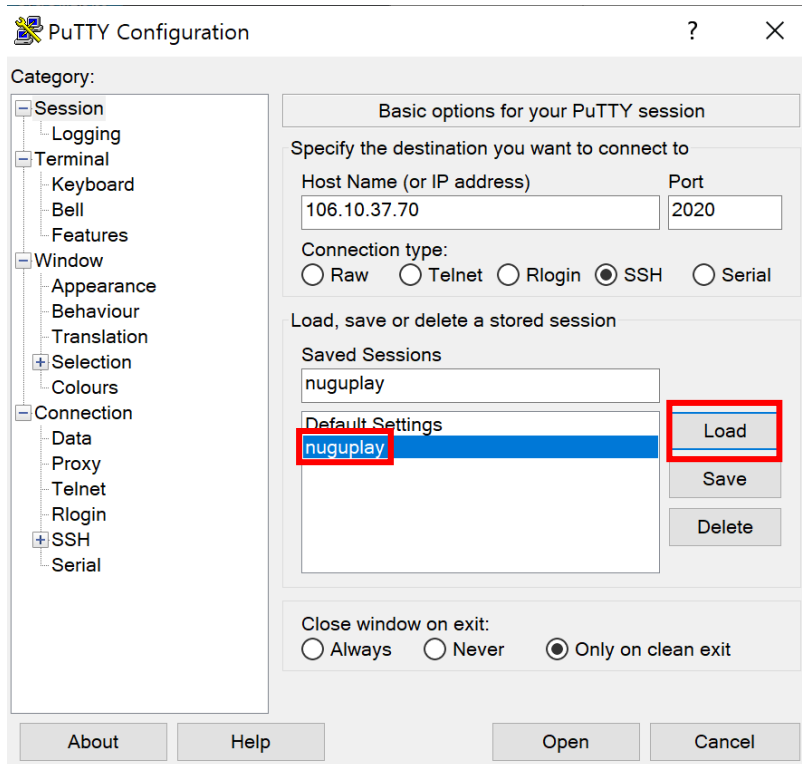 PuTTY Configuration
?
Category:
Session
Logging
Terminal
Keyboard
Bell
Features
Window
Appearance
Behaviour
Translation
Selection
Colours
Connection
Data
Proxy
Telnet
Rlogin
SSH
Serial
Basic options for your PuTTY session
Specify the destination you want to connect to
Host Name (or IP address) Port
106.10.37.70 2020
Connection type:
Raw Telnet Rlogin SSH Serial
Load, save or delete a stored session
Saved Sessions
nuguplay
Default Settings
nuguplay
Load
Save
Delete
Close window on exit:
Always Never Only on clean exit
About Help Open Cancel